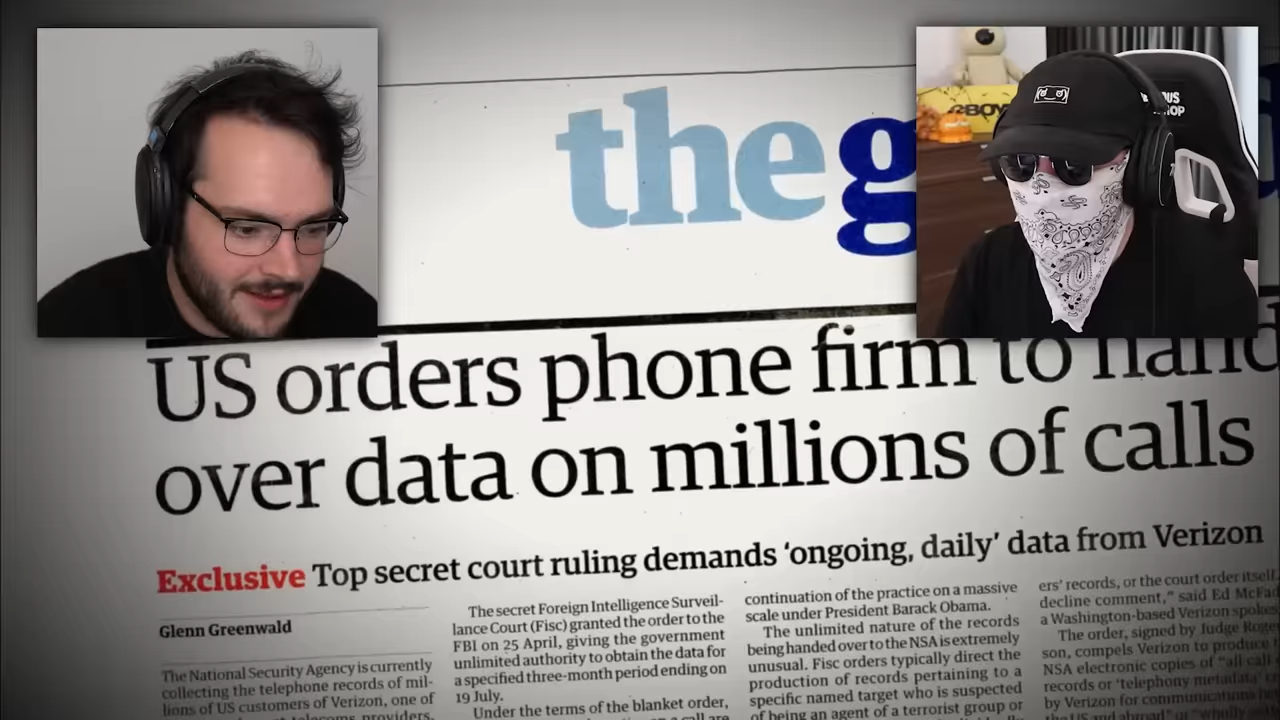 the g
US orders phone firm to hand
over data on millions of calls
Exclusive Top secret court ruling demands ‘ongoing, daily’ data from Verizon
Glenn Greenwald
The National Security Agency is currently
collecting the telephone records of mil-
lions of US customers of Verizon, one of
telecoms providers,
The secret Foreign Intelligence Surveil-
lance Court (Fisc) granted the order to the
FBI on 25 April, giving the government
unlimited authority to obtain the data for
a specified three-month period ending on
19 July.
Under the terms of the blanket order,
continuation of the practice on a massive
scale under President Barack Obama.
The unlimited nature of the records
being handed over to the NSA is extremely
unusual. Fisc orders typically direct the
production of records pertaining to a
specific named target who is suspected
of being an agent of a terrorist group or
ers’ records, or the court order itself.
decline comment,” said Ed McFad
a Washington-based Verizon spokes
The order, signed by Judge Roge
son, compels Verizon to produce t
NSA electronic copies of “all call
records or ‘telephony metadata’ cr
by Verizon for communications